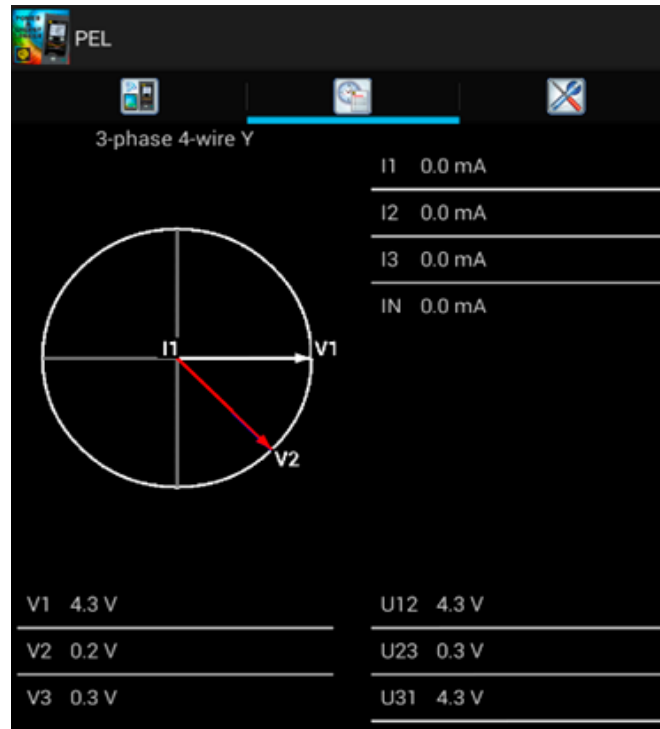 PEL
3-phase 4-wire Y
I1 0.0 mA
I2 0.0 mA
I3 0.0 mA
IN 0.0 mA
I1
V1
V2
V1 4.3 V
V2 0.2 V
V3 0.3 V
U12 4.3 V
U23 0.3 V
U31 4.3 V